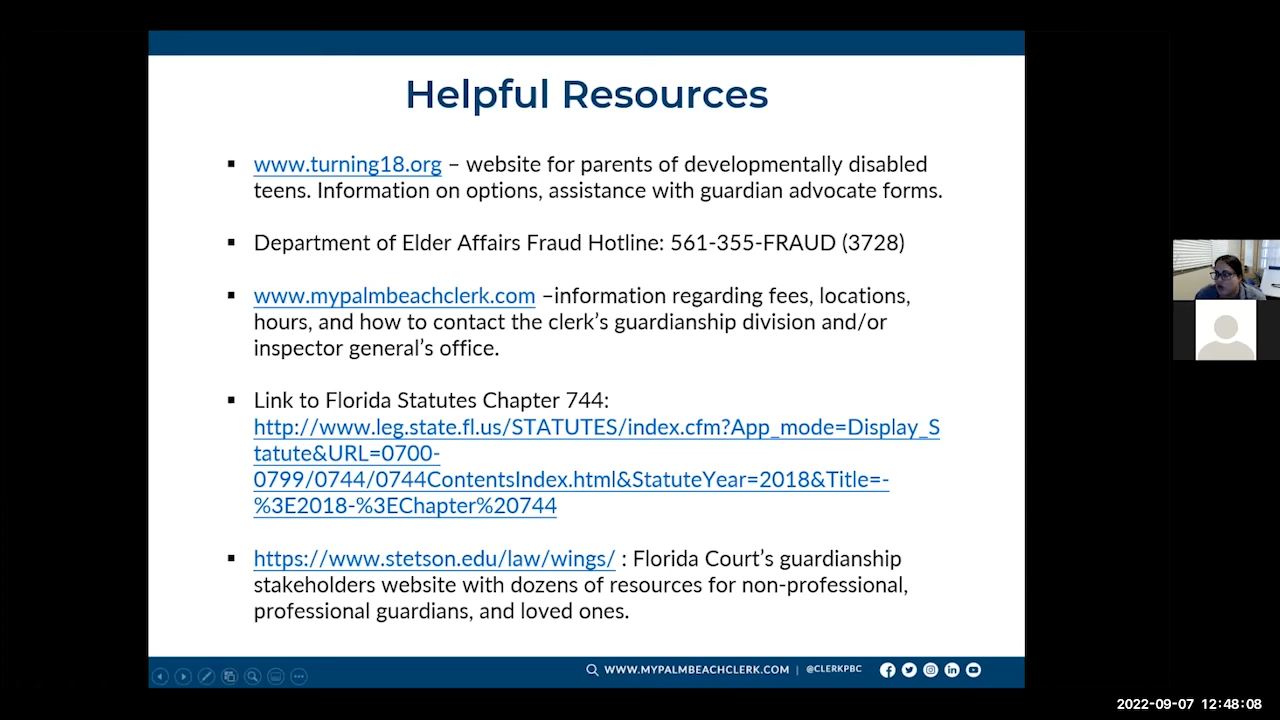 Helpful Resources
▪ www.turning18.org – website for parents of developmentally disabled
teens. Information on options, assistance with guardian advocate forms.
▪ Department of Elder Affairs Fraud Hotline: 561-355-FRAUD (3728)
▪ www.mypalmbeachclerk.com –information regarding fees, locations,
hours, and how to contact the clerk’s guardianship division and/or
inspector general’s office.
▪ Link to Florida Statutes Chapter 744:
http://www.leg.state.fl.us/STATUTES/index.cfm?App_mode=Display_S
tatute&URL=0700-
0799/0744/0744ContentsIndex.html&StatuteYear=2018&Title=-
%3E2018-%3EChapter%20744
▪ https://www.stetson.edu/law/wings/ : Florida Court’s guardianship
stakeholders website with dozens of resources for non-professional,
professional guardians, and loved ones.
WWW.MYPALMBEACHCLERK.COM | @CLERKPBC
2022-09-07 12:48:08